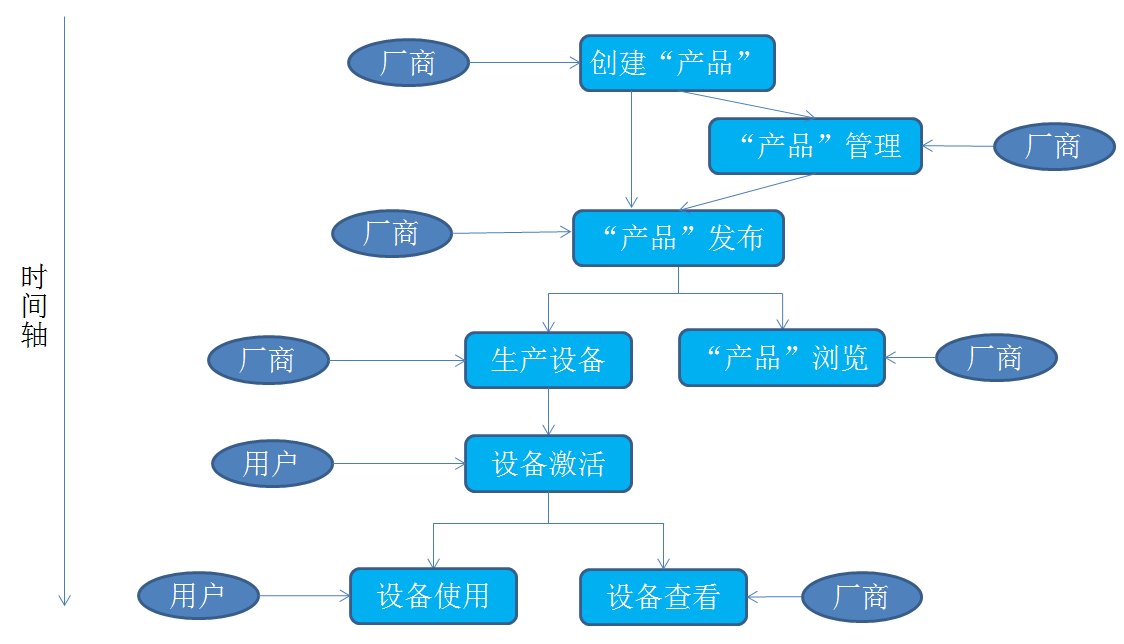 厂商
创建“产品”
“产品”管理
厂商
厂商
“产品”发布
时间轴
厂商
生产设备
“产品”浏览
厂商
用户
设备激活
用户
设备使用
设备查看
厂商